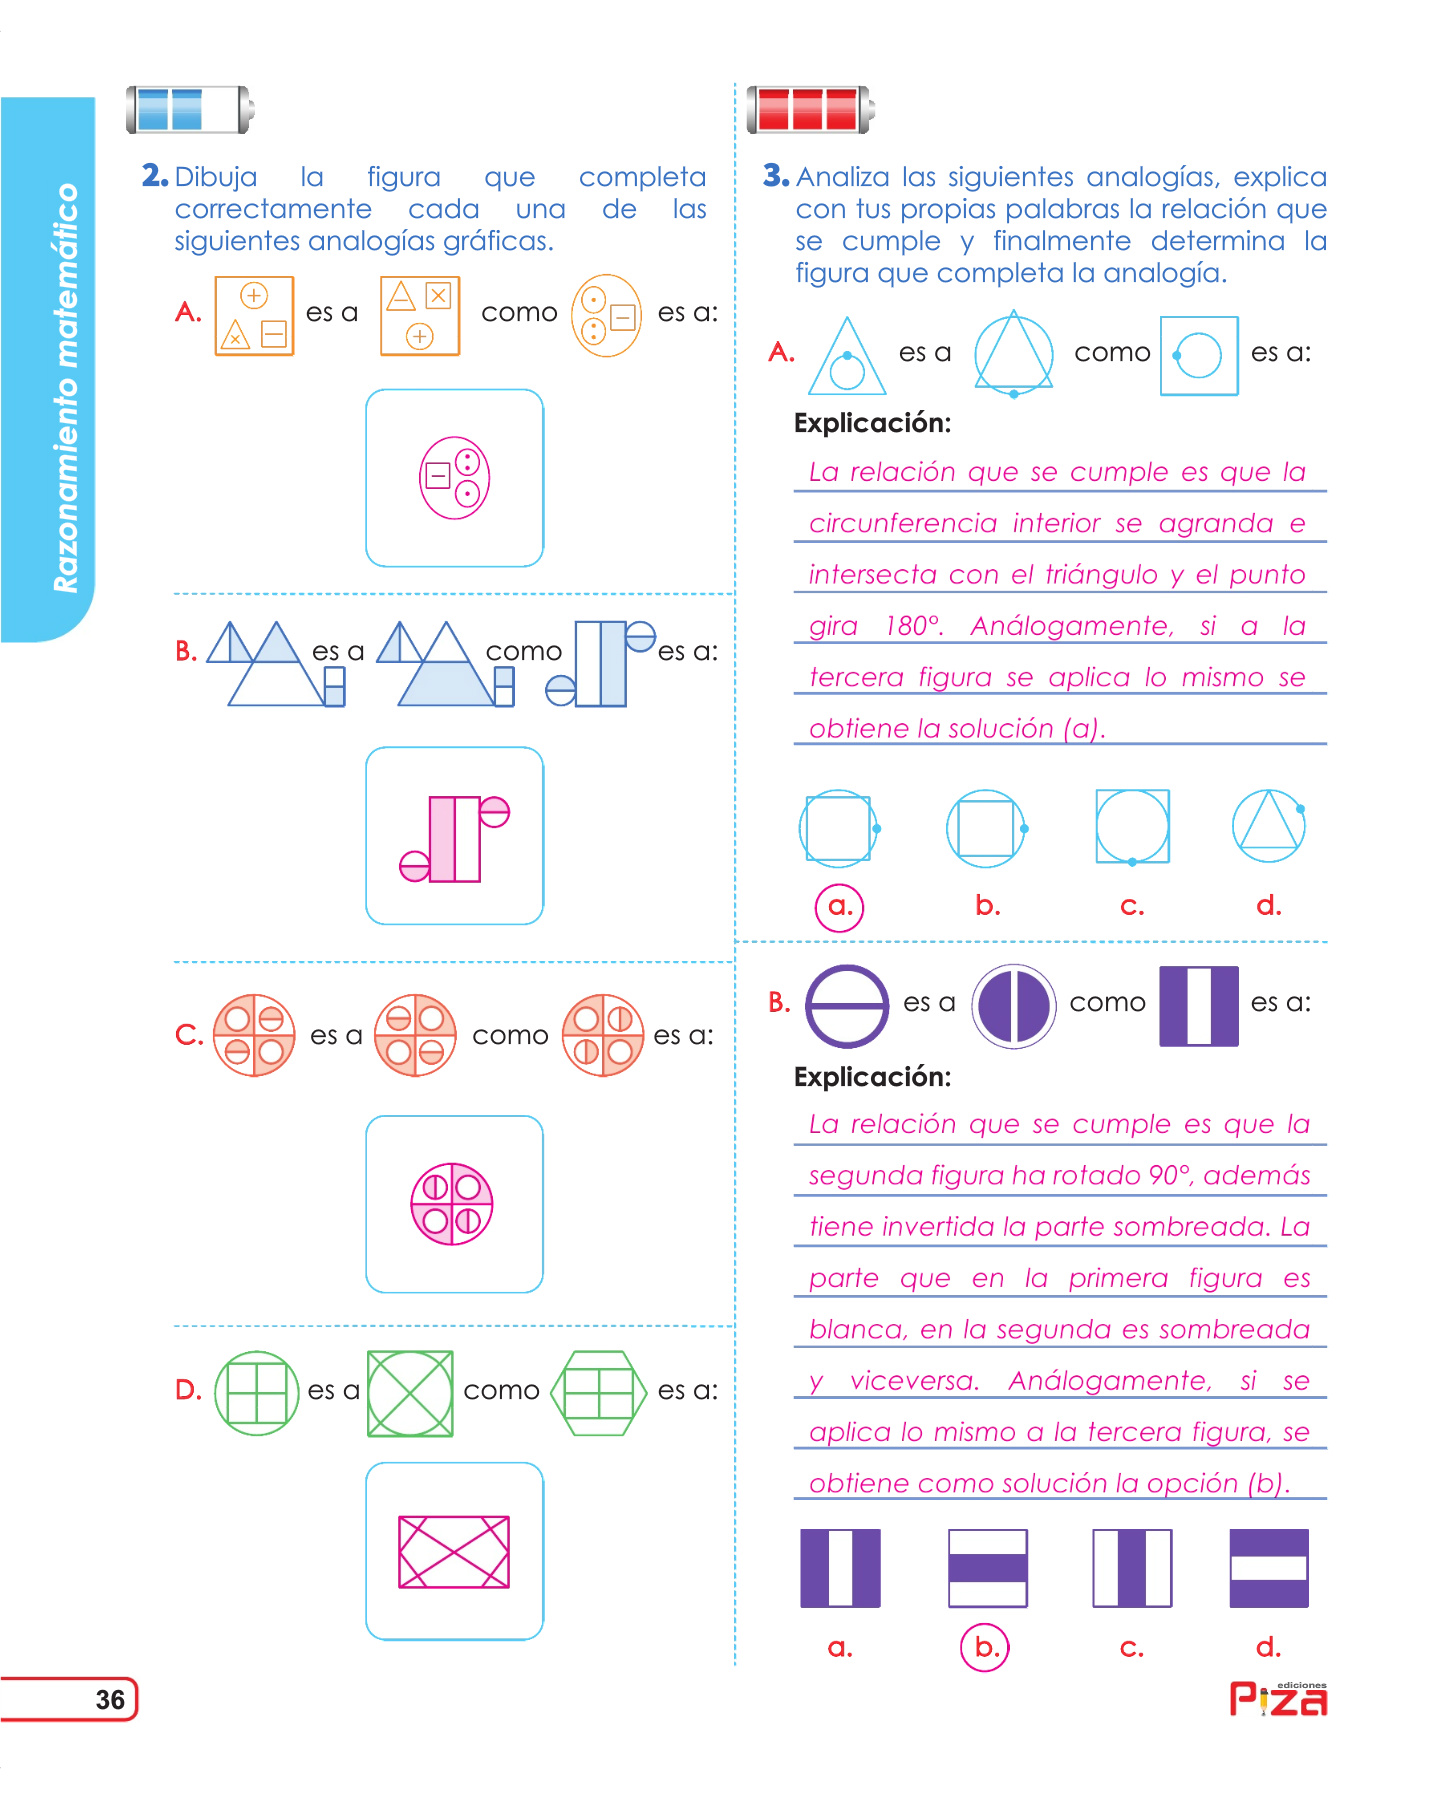 Razonamiento matemático
2. Dibuja la figura que completa
correctamente cada una de las
siguientes analogías gráficas.
A. es a como es a:
B. es a como es a:
C. es a como es a:
D. es a como es a:
3. Analiza las siguientes analogías, explica
con tus propias palabras la relación que
se cumple y finalmente determina la
figura que completa la analogía.
A. es a como es a:
Explicación:
La relación que se cumple es que la
circunferencia interior se agranda e
intersecta con el triángulo y el punto
gira 180°. Análogamente, si a la
tercera figura se aplica lo mismo se
obtiene la solución (a).
a. b. c. d.
B. es a como es a:
Explicación:
La relación que se cumple es que la
segunda figura ha rotado 90°, además
tiene invertida la parte sombreada. La
parte que en la primera figura es
blanca, en la segunda es sombreada
y viceversa. Análogamente, si se
aplica lo mismo a la tercera figura, se
obtiene como solución la opción (b).
a. b. c. d.
36
ediciones
Piza